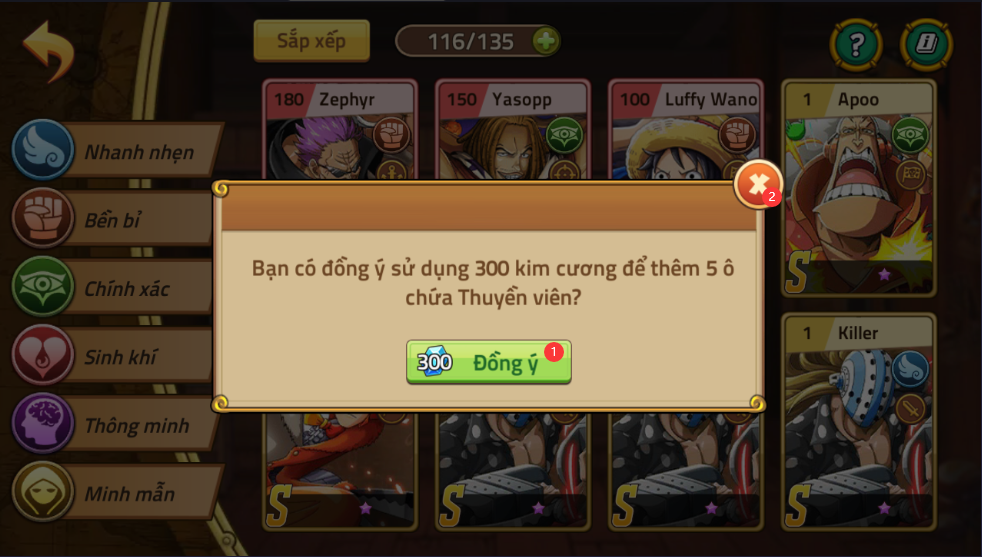 Sắp xếp
116/135
?
180 Zephyr
150 Yasopp
100 Luffy Wano
1 Apoo
Nhanh nhẹn
Bền bỉ
Chính xác
Sinh khí
Thông minh
Minh mẫn
2
Bạn có đồng ý sử dụng 300 kim cương để thêm 5 ô
chứa Thuyền viên?
300 Đồng ý 1
S
1 Killer
S
S
S
S